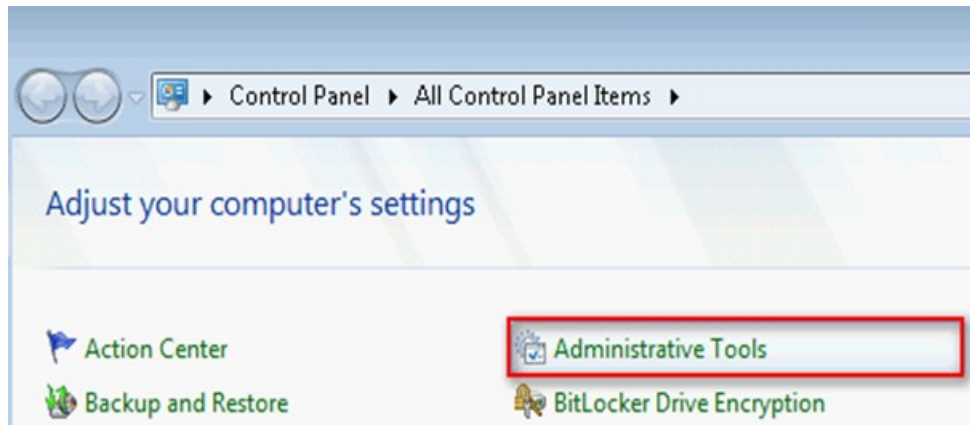 Control Panel All Control Panel Items
Adjust your computer's settings
Action Center Administrative Tools
Backup and Restore BitLocker Drive Encryption